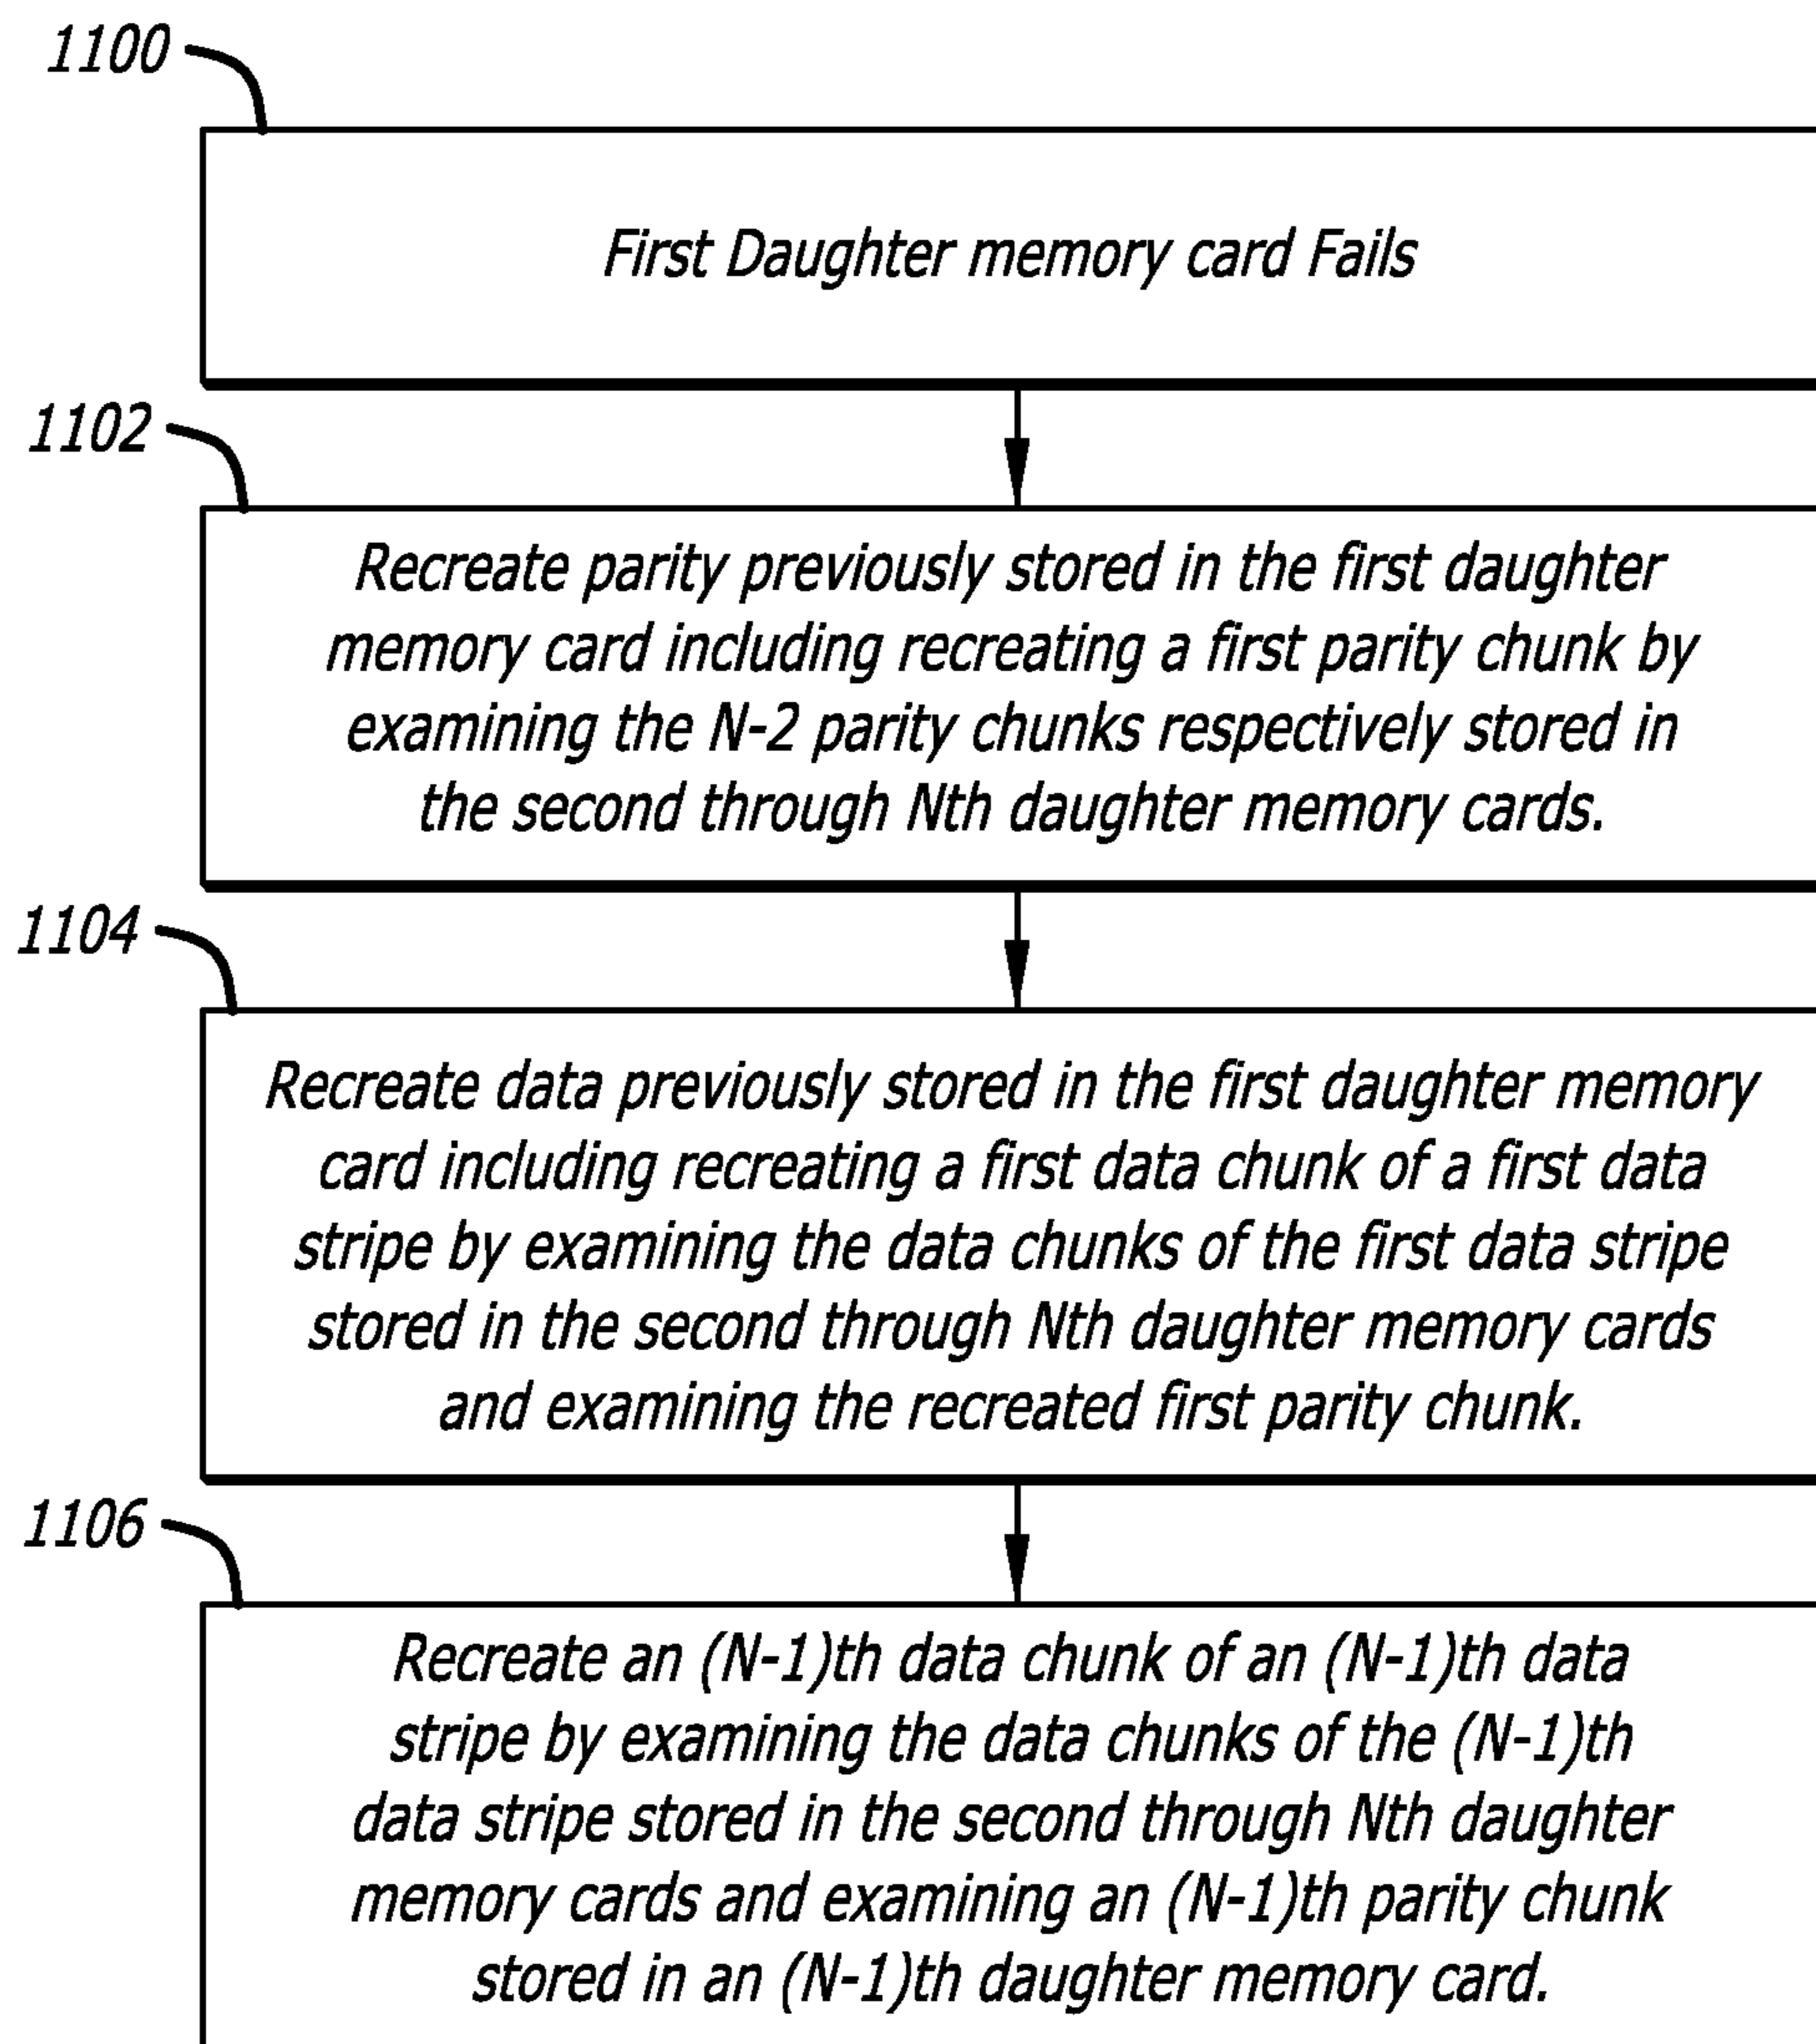 1100
First Daughter memory card Fails
1102
Recreate parity previously stored in the first daughter
memory card including recreating a first parity chunk by
examining the N-2 parity chunks respectively stored in
the second through Nth daughter memory cards.
1104
Recreate data previously stored in the first daughter memory
card including recreating a first data chunk of a first data
stripe by examining the data chunks of the first data stripe
stored in the second through Nth daughter memory cards
and examining the recreated first parity chunk.
1106
Recreate an (N-1)th data chunk of an (N-1)th data
stripe by examining the data chunks of the (N-1)th
data stripe stored in the second through Nth daughter
memory cards and examining an (N-1)th parity chunk
stored in an (N-1)th daughter memory card.